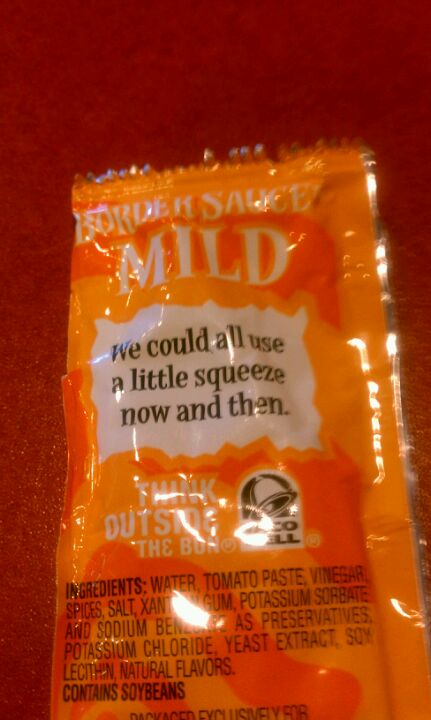 BORDER SAUCE
MILD
We could all use
a little squeeze
now and then.
THINK
OUTSIDE
THE BUN®
TACO
BELL ®
INGREDIENTS: WATER, TOMATO PASTE, VINEGAR,
SPICES, SALT, XANTHAN GUM, POTASSIUM SORBATE
AND SODIUM BENZOATE AS PRESERVATIVES,
POTASSIUM CHLORIDE, YEAST EXTRACT, SOY
LECITHIN, NATURAL FLAVORS.
CONTAINS SOYBEANS
PACKAGED EXCLUSIVELY FOR